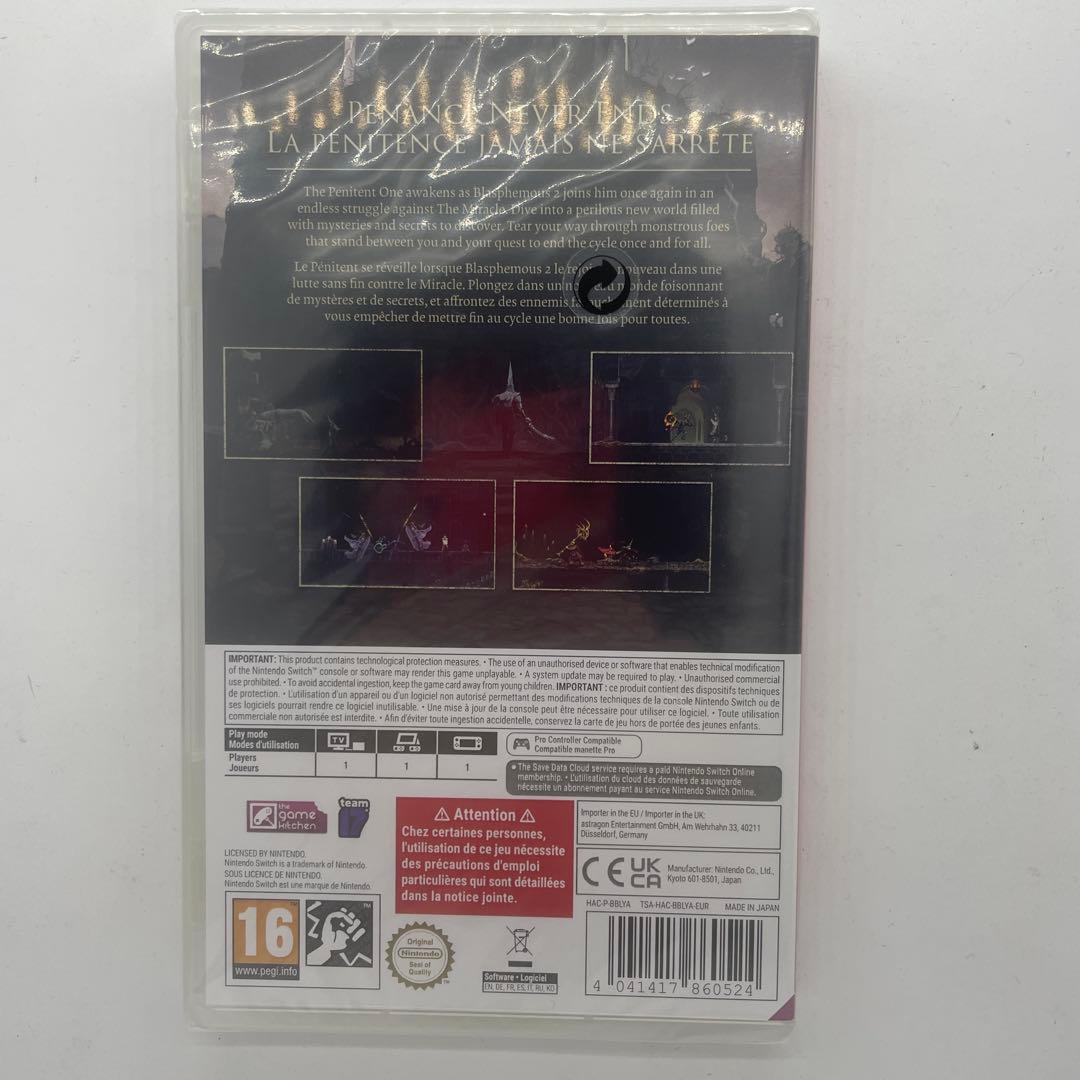 PENANCE NEVER ENDS
LA PENITENCE JAMAIS NE S'ARRÊTE
The Penitent One awakens as Blasphemous 2 joins him once again in an
endless struggle against The Miracle. Dive into a perilous new world filled
with mysteries and secrets to discover. Tear your way through monstrous foes
that stand between you and your quest to end the cycle once and for all.
Le Pénitent se réveille lorsque Blasphemous 2 le nouveau dans une
lutte sans fin contre le Miracle. Plongez dans un monde foisonnant
de mystères et de secrets, et affrontez des ennemis déterminés à
vous empêcher de mettre fin au cycle une bonne fois pour toutes.
IMPORTANT: This product contains technological protection measures. • The use of an unauthorised device or software that enables technical modification
of the Nintendo Switch™ console or software may render this game unplayable. • A system update may be required to play. • Unauthorised commercial
use prohibited. • To avoid accidental ingestion, keep the game card away from young children. IMPORTANT : ce produit contient des dispositifs techniques
de protection. • L'utilisation d'un appareil ou d'un logiciel non autorisé permettant des modifications techniques de la console Nintendo Switch ou de
ses logiciels pourrait rendre ce logiciel inutilisable. • Une mise à jour de la console peut être nécessaire pour utiliser ce logiciel. • Toute utilisation
commerciale non autorisée est interdite. • Afin d'éviter toute ingestion accidentelle, conservez la carte de jeu hors de portée des jeunes enfants.
Play mode
Modes d'utilisation
TV
Players
Joueurs
1 1 1
Pro Controller Compatible
Compatible manette Pro
• The Save Data Cloud service requires a paid Nintendo Switch Online
membership. • L'utilisation du cloud des données de sauvegarde
nécessite un abonnement payant au service Nintendo Switch Online.
the
game
kitchen
team
17
LICENSED BY NINTENDO.
Nintendo Switch is a trademark of Nintendo.
SOUS LICENCE DE NINTENDO.
Nintendo Switch est une marque de Nintendo.
⚠ Attention ⚠
Chez certaines personnes,
l'utilisation de ce jeu nécessite
des précautions d'emploi
particulières qui sont détaillées
dans la notice jointe.
Importer in the EU / Importer in the UK:
astragon Entertainment GmbH, Am Wehrhahn 33, 40211
Düsseldorf, Germany
CE UK CA
Manufacturer: Nintendo Co., Ltd.,
Kyoto 601-8501, Japan
HAC-P-BBLYA TSA-HAC-BBLYA-EUR MADE IN JAPAN
16
www.pegi.info
Original
Nintendo
Seal of
Quality
™
Software • Logiciel
EN, DE, FR, ES, IT, RU, KO
4 041417 860524